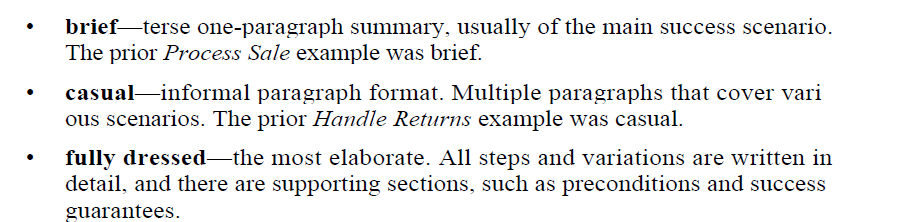 • brief—terse one-paragraph summary, usually of the main success scenario.
The prior Process Sale example was brief.
• casual—informal paragraph format. Multiple paragraphs that cover vari
ous scenarios. The prior Handle Returns example was casual.
• fully dressed—the most elaborate. All steps and variations are written in
detail, and there are supporting sections, such as preconditions and success
guarantees.